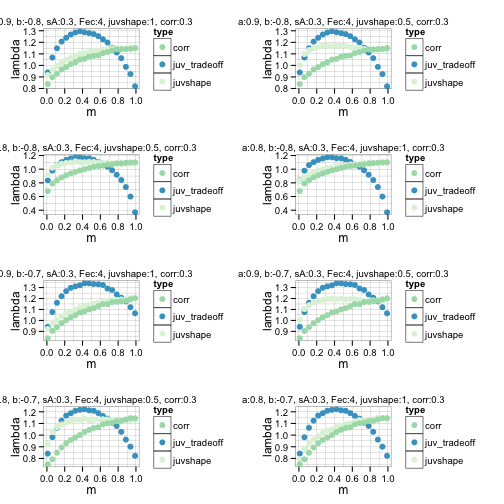 0.9, b:-0.8, sA:0.3, Fec:4, juvshape:1, corr:0.3
lambda
1.3
1.2
1.1
1.0
0.9
0.8
0.0 0.2 0.4 0.6 0.8 1.0
m
type
corr
juv_tradeoff
juvshape
a:0.9, b:-0.8, sA:0.3, Fec:4, juvshape:0.5, corr:0.3
lambda
1.3
1.2
1.1
1.0
0.9
0.8
0.0 0.2 0.4 0.6 0.8 1.0
m
type
corr
juv_tradeoff
juvshape
.8, b:-0.8, sA:0.3, Fec:4, juvshape:0.5, corr:0.3
lambda
1.2
1.0
0.8
0.6
0.4
0.0 0.2 0.4 0.6 0.8 1.0
m
type
corr
juv_tradeoff
juvshape
a:0.8, b:-0.8, sA:0.3, Fec:4, juvshape:1, corr:0.3
lambda
1.2
1.0
0.8
0.6
0.4
0.0 0.2 0.4 0.6 0.8 1.0
m
type
corr
juv_tradeoff
juvshape
0.9, b:-0.7, sA:0.3, Fec:4, juvshape:1, corr:0.3
lambda
1.3
1.2
1.1
1.0
0.9
0.0 0.2 0.4 0.6 0.8 1.0
m
type
corr
juv_tradeoff
juvshape
a:0.9, b:-0.7, sA:0.3, Fec:4, juvshape:0.5, corr:0.3
lambda
1.3
1.2
1.1
1.0
0.9
0.0 0.2 0.4 0.6 0.8 1.0
m
type
corr
juv_tradeoff
juvshape
.8, b:-0.7, sA:0.3, Fec:4, juvshape:0.5, corr:0.3
lambda
1.2
1.1
1.0
0.9
0.8
0.0 0.2 0.4 0.6 0.8 1.0
m
type
corr
juv_tradeoff
juvshape
a:0.8, b:-0.7, sA:0.3, Fec:4, juvshape:1, corr:0.3
lambda
1.2
1.1
1.0
0.9
0.8
0.0 0.2 0.4 0.6 0.8 1.0
m
type
corr
juv_tradeoff
juvshape